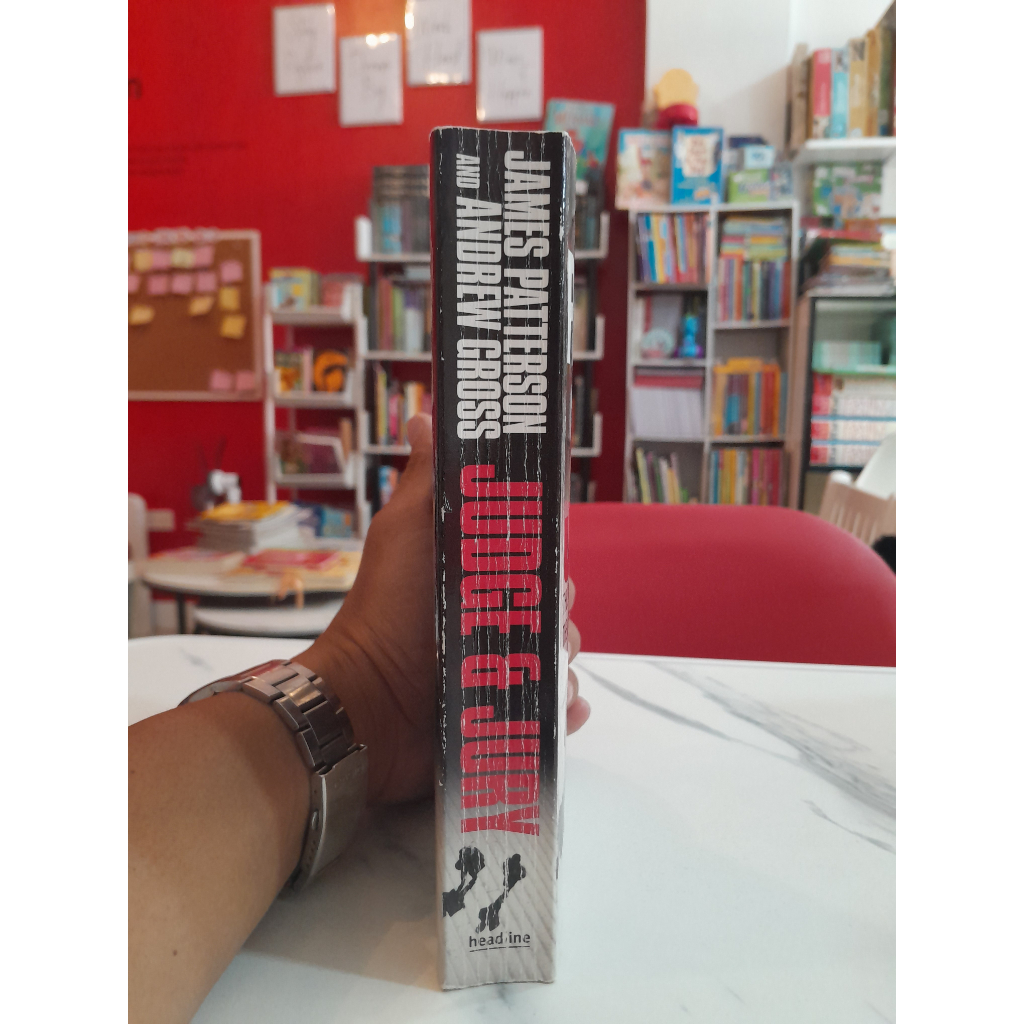 JAMES PATTERSON
AND ANDREW GROSS
JUDGE & JURY
headline